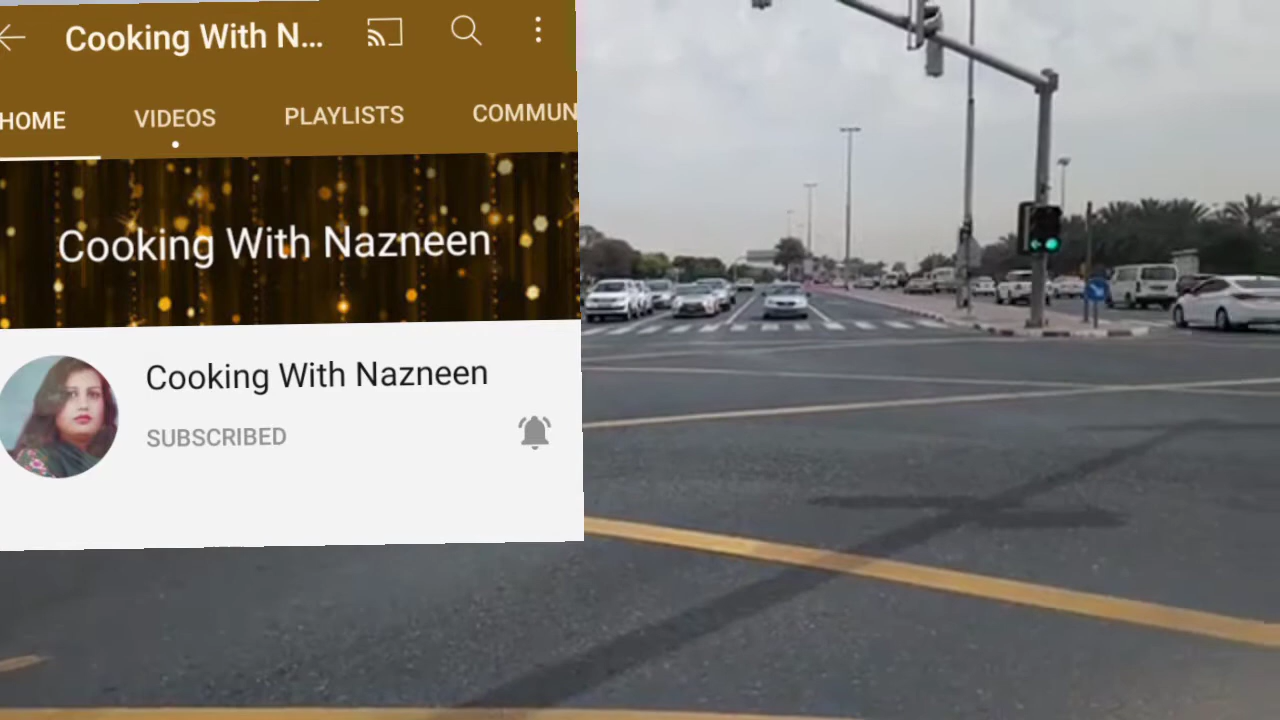 Cooking With N...
HOME VIDEOS PLAYLISTS COMMUN
Cooking With Nazneen
Cooking With Nazneen
SUBSCRIBED